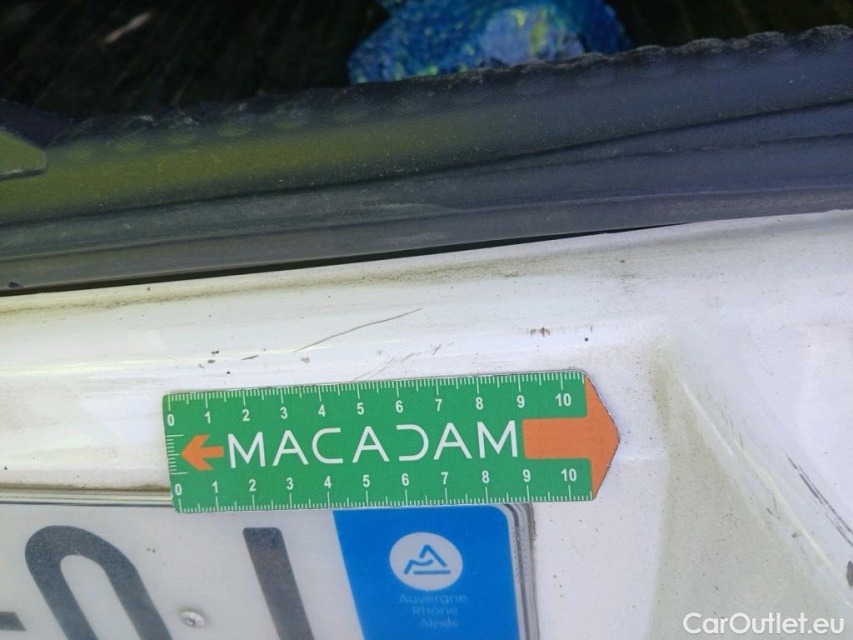 0 1 2 3 4 5 6 7 8 9 10
MACADAM
0 1 2 3 4 5 6 7 8 9 10
Auvergne
Rhône
Alpes
CarOutlet.eu